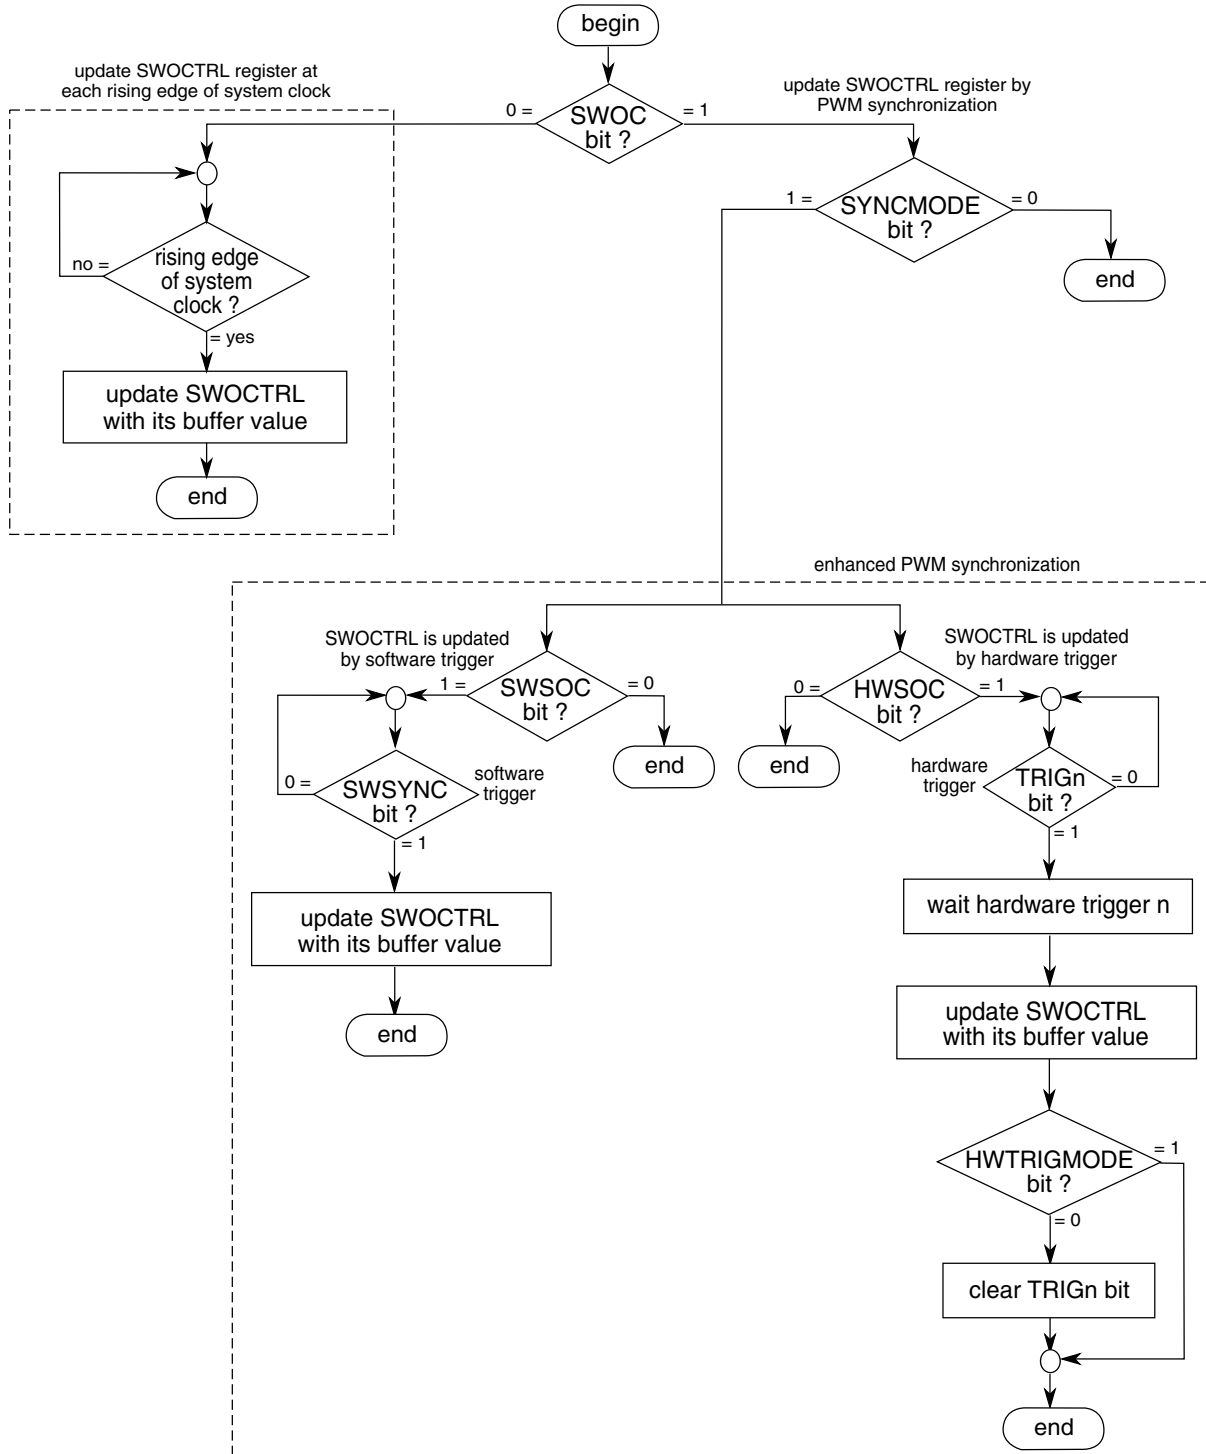 begin
update SWOCTRL register at
each rising edge of system clock
update SWOCTRL register by
PWM synchronization
0 =
SWOC
bit ?
= 1
1 =
SYNCMODE
bit ?
= 0
end
no =
rising edge
of system
clock ?
= yes
update SWOCTRL
with its buffer value
end
enhanced PWM synchronization
SWOCTRL is updated
by software trigger
SWOCTRL is updated
by hardware trigger
1 =
SWSOC
bit ?
= 0
end
0 =
HWSOC
bit ?
= 1
end
0 =
SWSYNC
bit ?
software
trigger
= 1
hardware
trigger
TRIGn
bit ?
= 0
= 1
update SWOCTRL
with its buffer value
end
wait hardware trigger n
update SWOCTRL
with its buffer value
HWTRIGMODE
bit ?
= 1
= 0
clear TRIGn bit
end